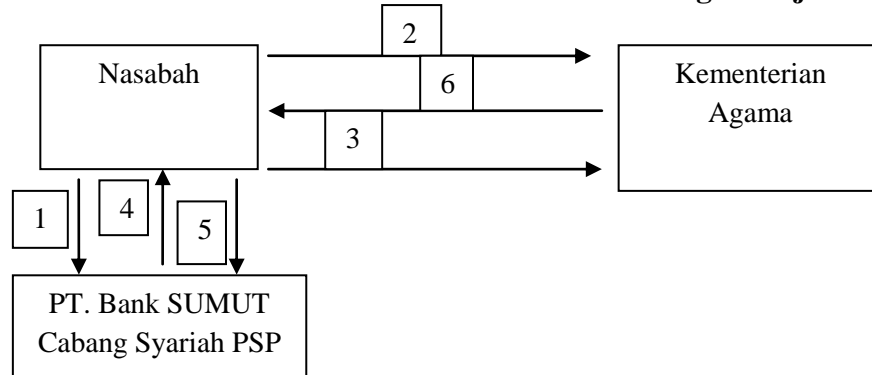 2
Nasabah
6
Kementerian
Agama
3
1
4
5
PT. Bank SUMUT
Cabang Syariah PSP